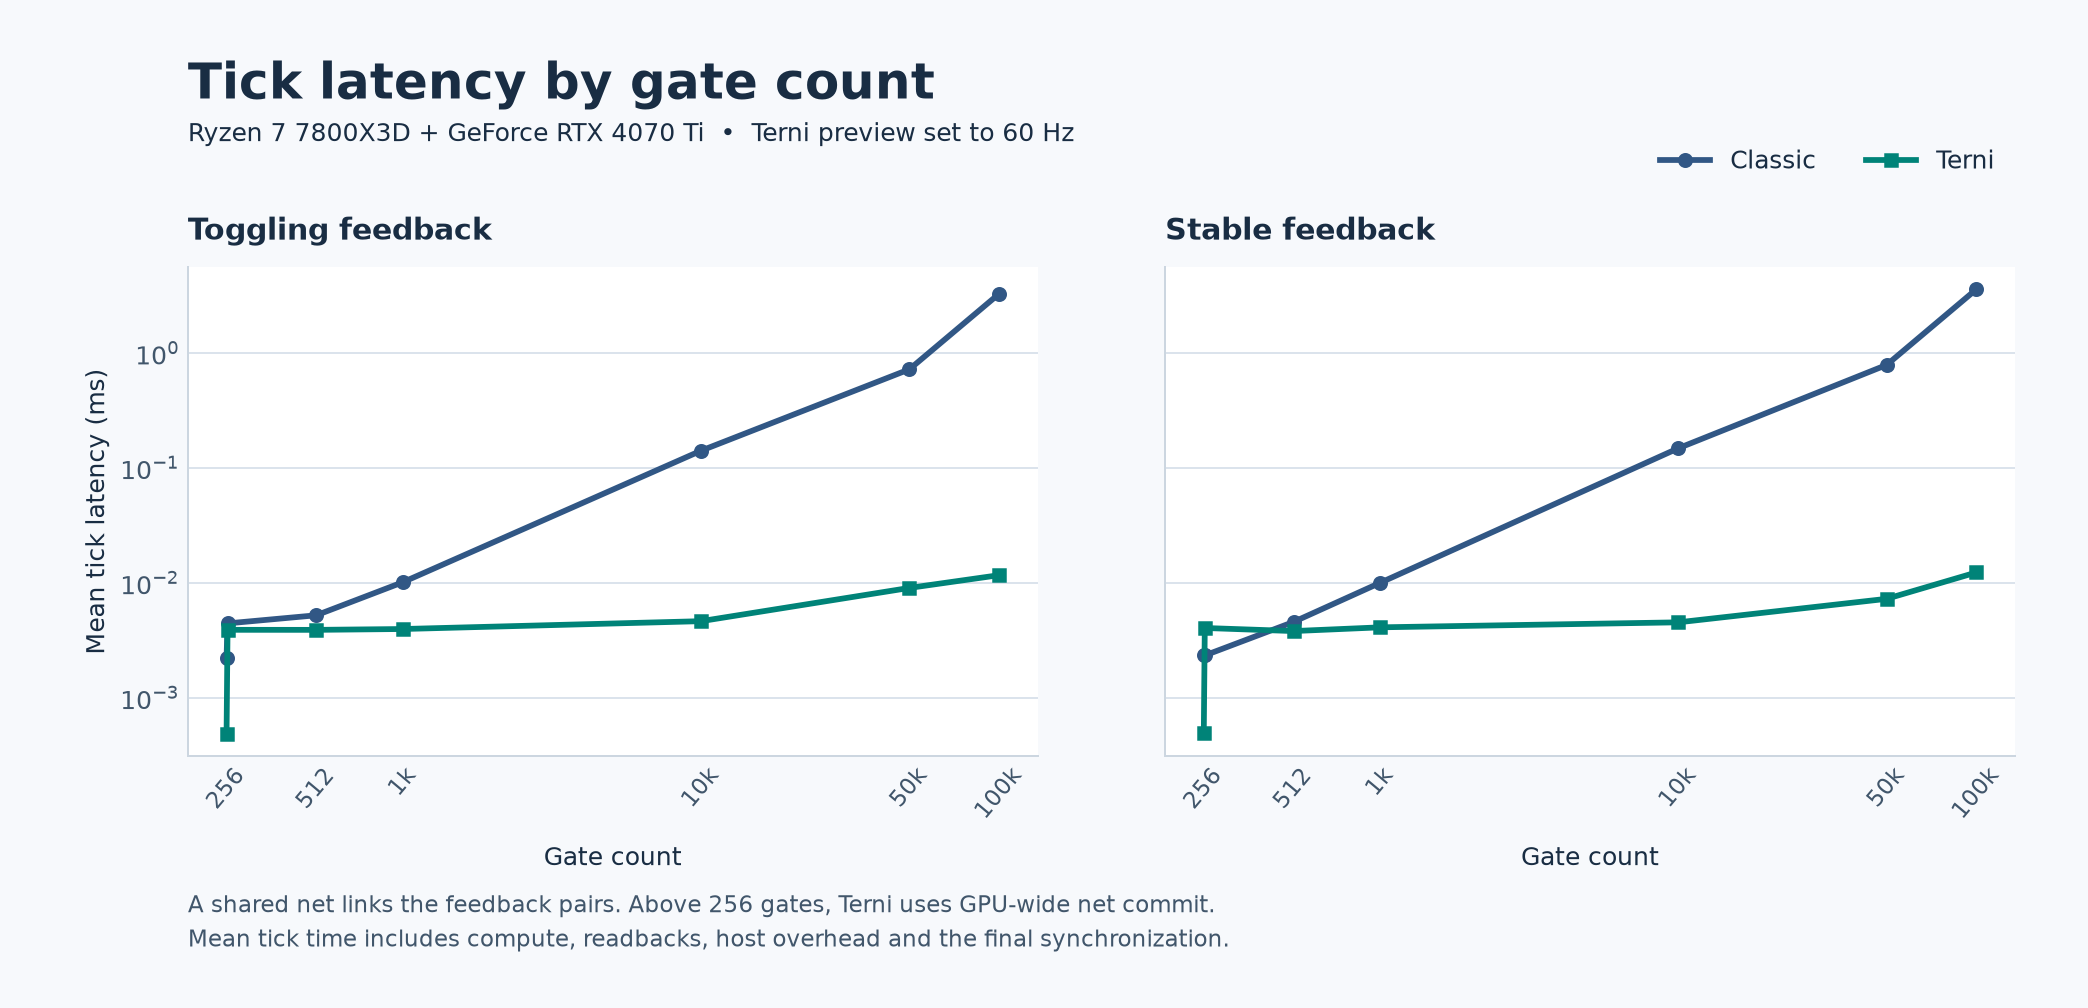 Tick latency by gate count
Ryzen 7 7800X3D + GeForce RTX 4070 Ti • Terni preview set to 60 Hz
Classic
Terni
Toggling feedback
Stable feedback
Mean tick latency (ms)
10⁰
10⁻¹
10⁻²
10⁻³
256
512
1k
10k
50k
100k
256
512
1k
10k
50k
100k
Gate count
Gate count
A shared net links the feedback pairs. Above 256 gates, Terni uses GPU-wide net commit.
Mean tick time includes compute, readbacks, host overhead and the final synchronization.